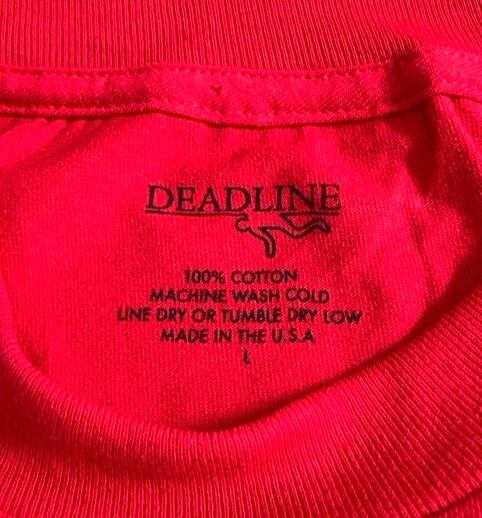 DEADLINE
100% COTTON
MACHINE WASH COLD
LINE DRY OR TUMBLE DRY LOW
MADE IN THE U.S.A
L